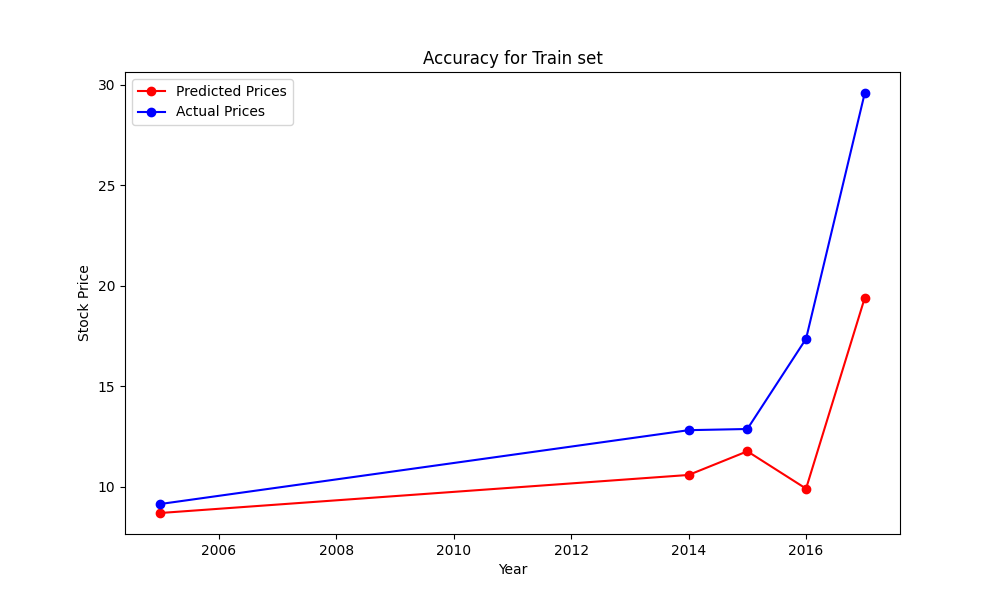 Accuracy for Train set
Predicted Prices
Actual Prices
30
25
20
15
10
Stock Price
2006 2008 2010 2012 2014 2016
Year